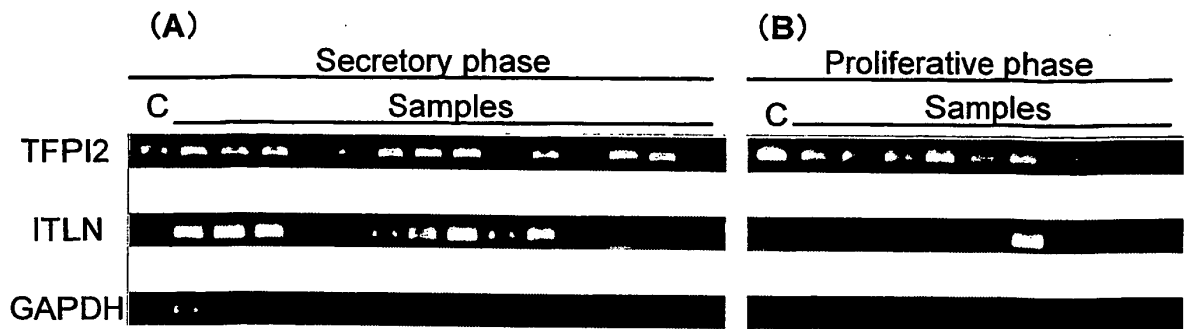 (A)
Secretory phase
C Samples
(B)
Proliferative phase
C Samples
TFPI2
ITLN
GAPDH